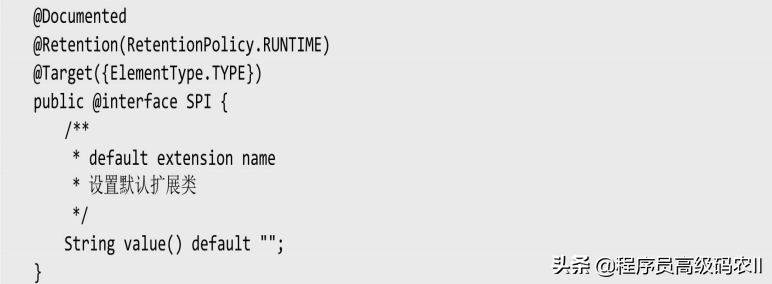 @Documented
@Retention(RetentionPolicy.RUNTIME)
@Target({ElementType.TYPE})
public @interface SPI {
/**
* default extension name
* 设置默认扩展类
*/
String value() default "";
}
头条 @程序员高级码农II